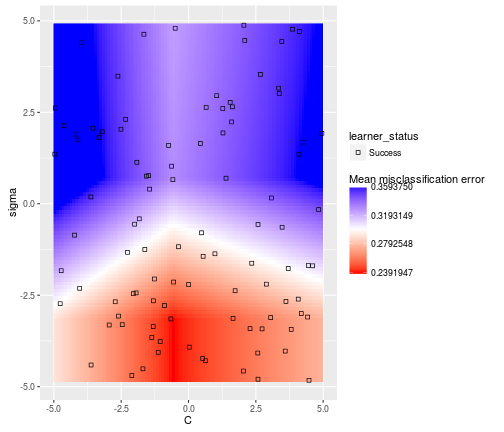 5.0
2.5
0.0
-2.5
-5.0
sigma
-5.0 -2.5 0.0 2.5 5.0
C
learner_status
Success
Mean misclassification error
0.3593750
0.3193149
0.2792548
0.2391947